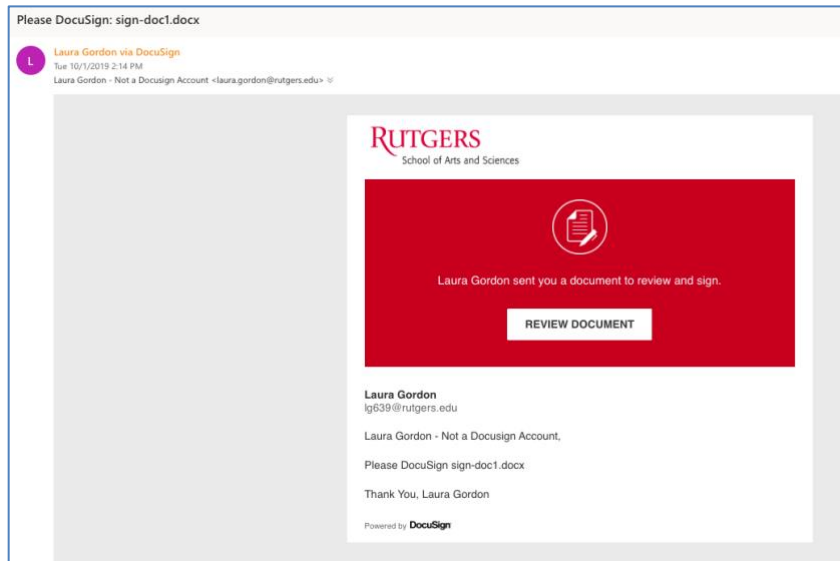 Please DocuSign: sign-doc1.docx
L
Laura Gordon via DocuSign
Tue 10/1/2019 2:14 PM
Laura Gordon - Not a Docusign Account <laura.gordon@rutgers.edu>
RUTGERS
School of Arts and Sciences
Laura Gordon sent you a document to review and sign.
REVIEW DOCUMENT
Laura Gordon
lg639@rutgers.edu
Laura Gordon - Not a Docusign Account,
Please DocuSign sign-doc1.docx
Thank You, Laura Gordon
Powered by DocuSign